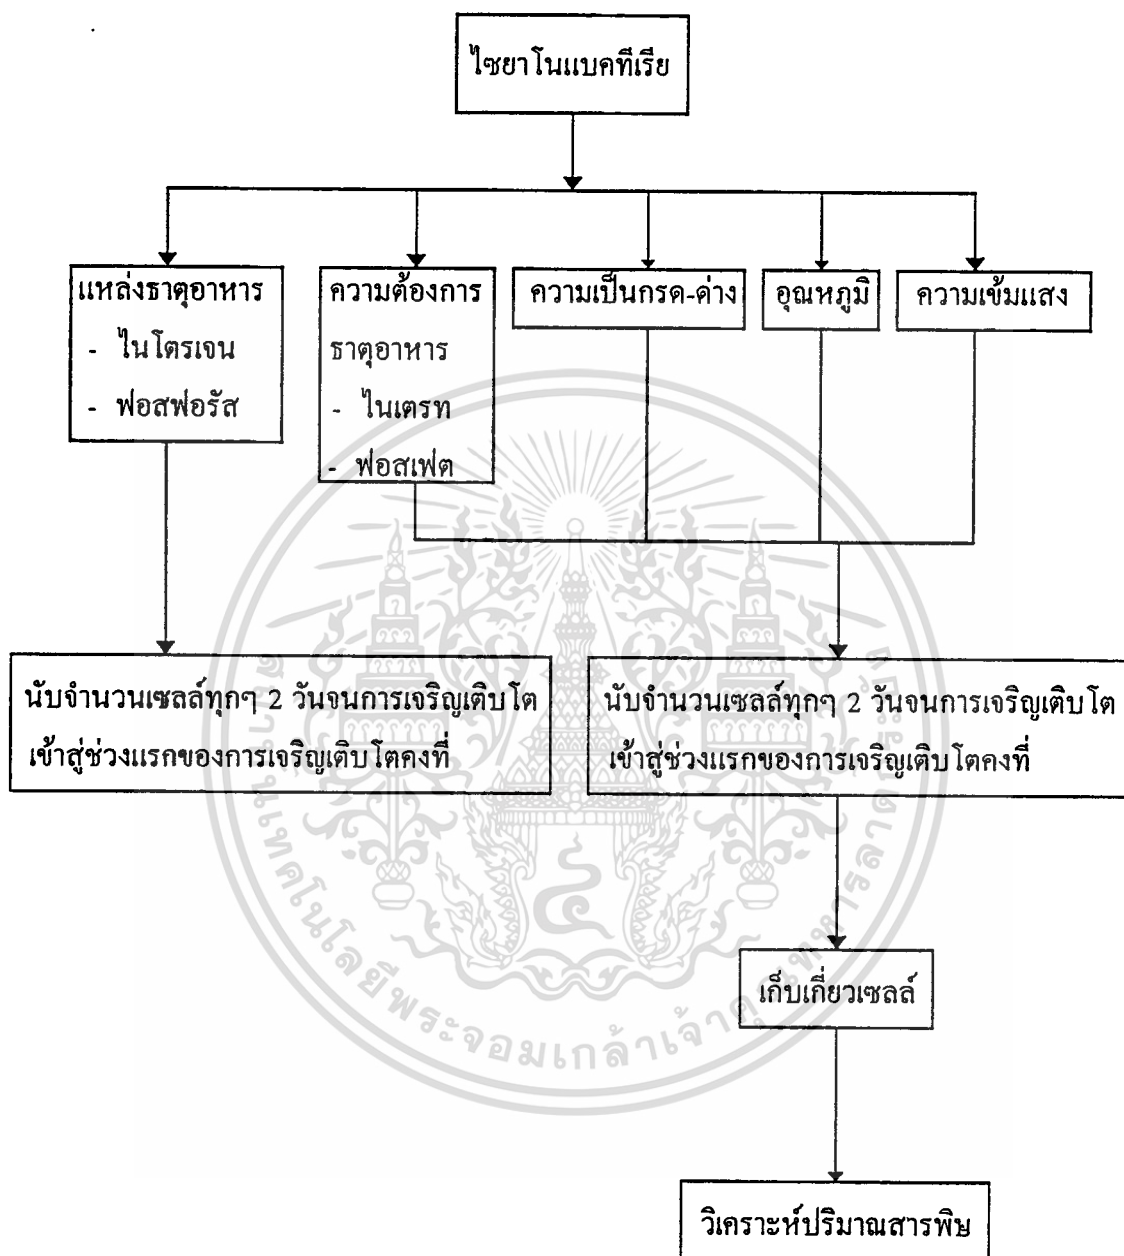 ไซยาโนแบคทีเรีย
แหล่งธาตุอาหาร
- ไนโตรเจน
- ฟอสฟอรัส
ความต้องการ
ธาตุอาหาร
- ไนเตรท
- ฟอสเฟต
ความเป็นกรด-ด่าง
อุณหภูมิ
ความเข้มแสง
นับจำนวนเซลล์ทุกๆ 2 วันจนการเจริญเติบโต
เข้าสู่ช่วงแรกของการเจริญเติบโตคงที่
นับจำนวนเซลล์ทุกๆ 2 วันจนการเจริญเติบโต
เข้าสู่ช่วงแรกของการเจริญเติบโตคงที่
เก็บเกี่ยวเซลล์
วิเคราะห์ปริมาณสารพิษ